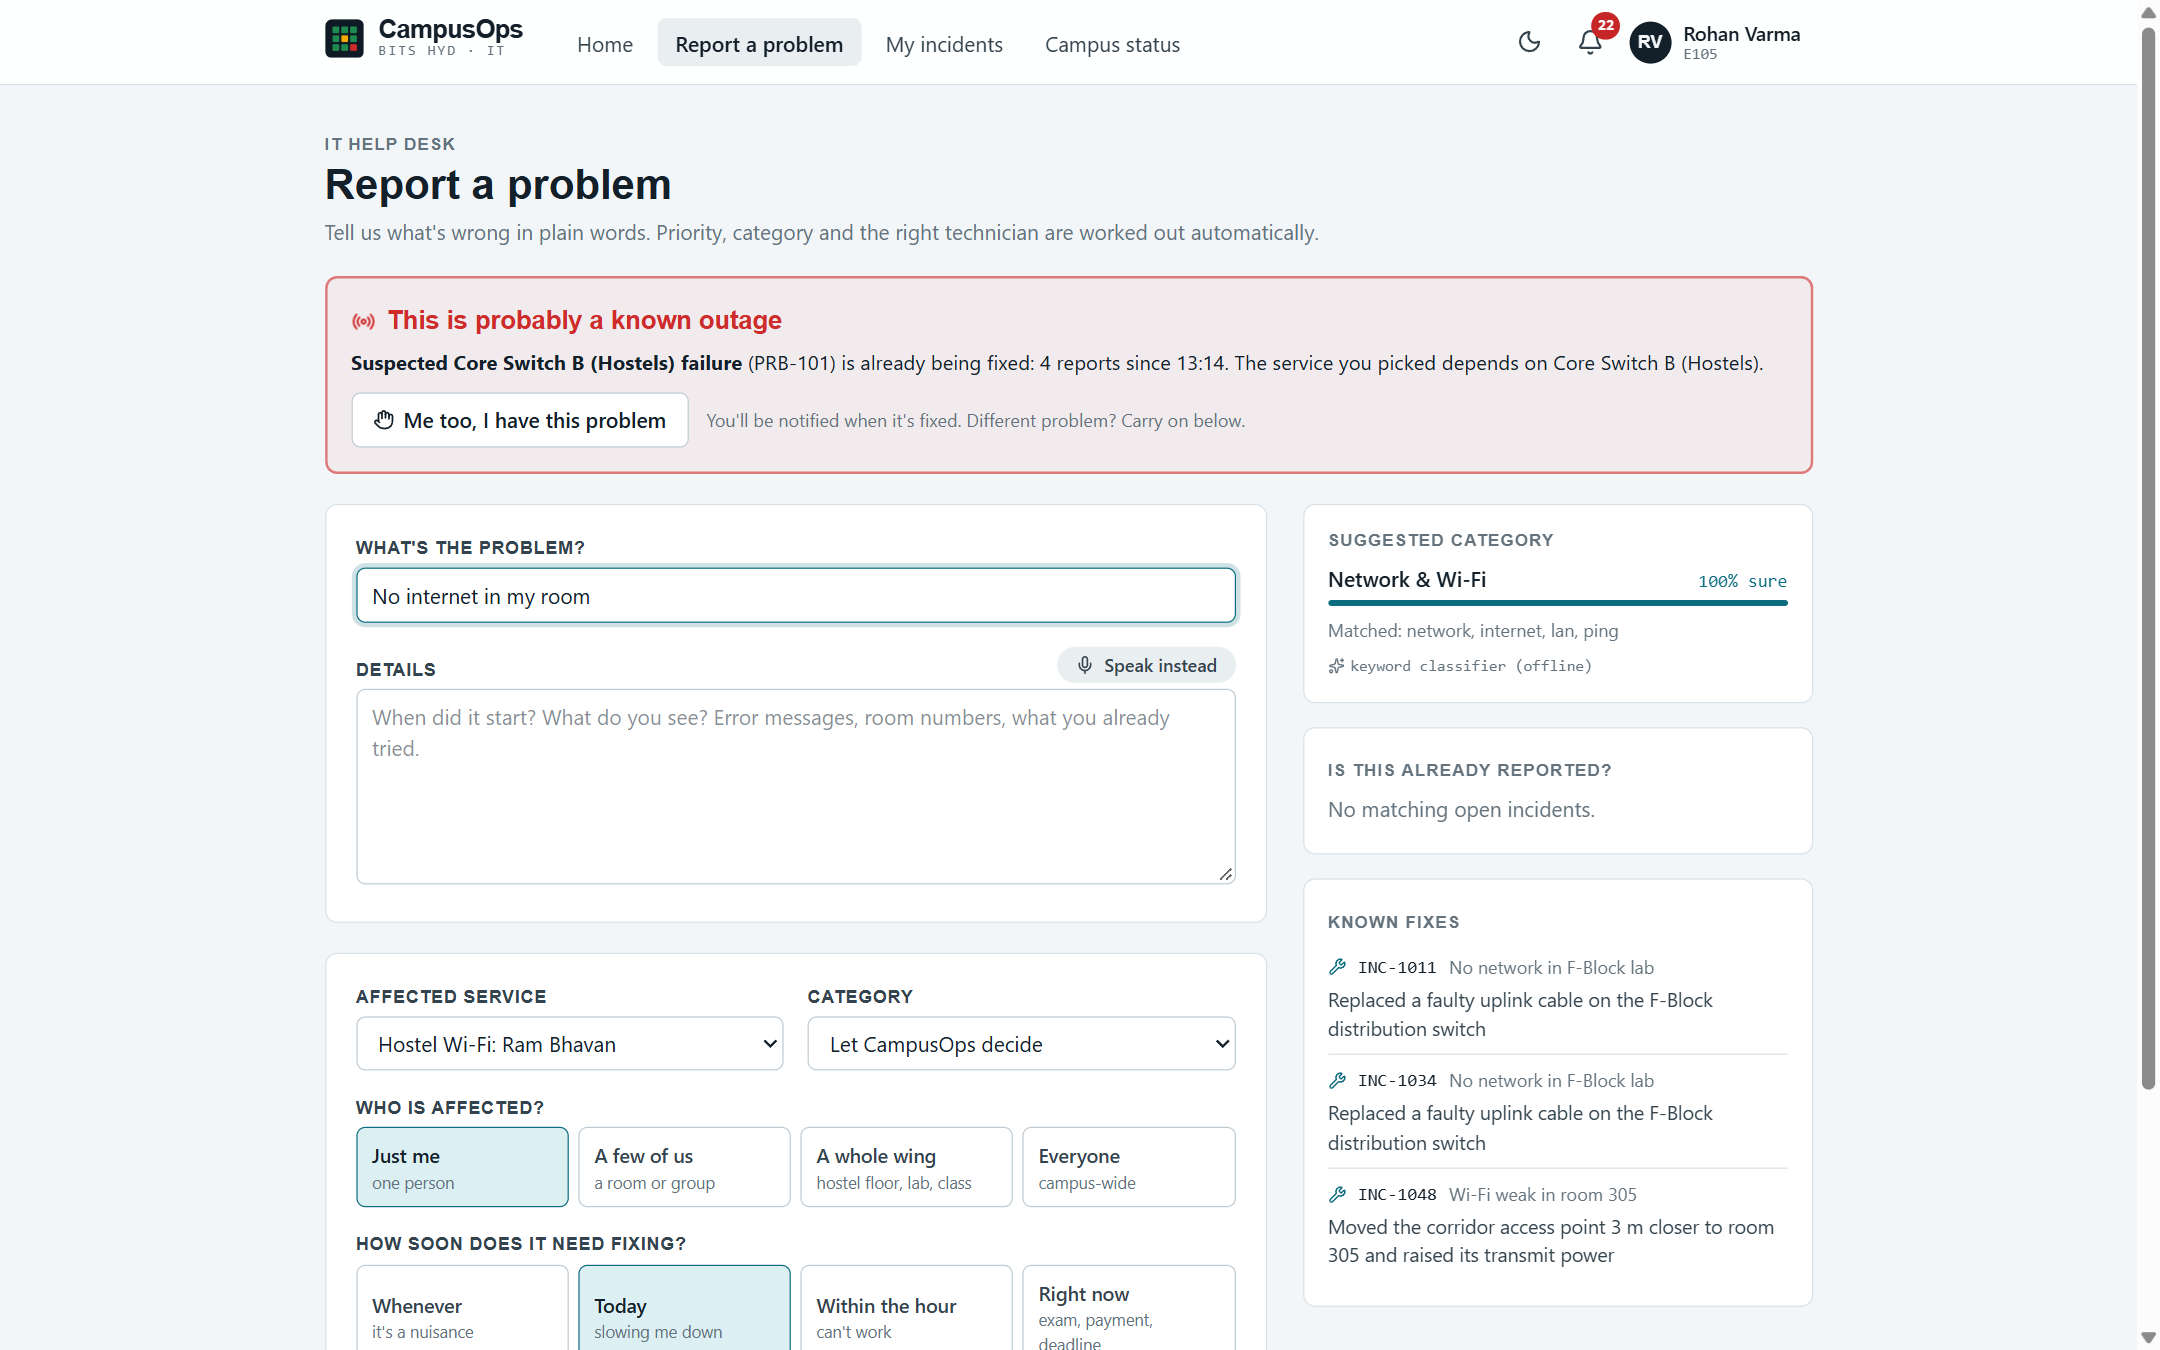 CampusOps
BITS HYD · IT
Home
Report a problem
My incidents
Campus status
22
RV
Rohan Varma
E105
IT HELP DESK
Report a problem
Tell us what's wrong in plain words. Priority, category and the right technician are worked out automatically.
This is probably a known outage
Suspected Core Switch B (Hostels) failure (PRB-101) is already being fixed: 4 reports since 13:14. The service you picked depends on Core Switch B (Hostels).
Me too, I have this problem
You'll be notified when it's fixed. Different problem? Carry on below.
WHAT'S THE PROBLEM?
No internet in my room
DETAILS
Speak instead
When did it start? What do you see? Error messages, room numbers, what you already
tried.
AFFECTED SERVICE
CATEGORY
Hostel Wi-Fi: Ram Bhavan
Let CampusOps decide
WHO IS AFFECTED?
Just me
one person
A few of us
a room or group
A whole wing
hostel floor, lab, class
Everyone
campus-wide
HOW SOON DOES IT NEED FIXING?
Whenever
it's a nuisance
Today
slowing me down
Within the hour
can't work
Right now
exam, payment,
deadline
SUGGESTED CATEGORY
Network & Wi-Fi
100% sure
Matched: network, internet, lan, ping
keyword classifier (offline)
IS THIS ALREADY REPORTED?
No matching open incidents.
KNOWN FIXES
INC-1011 No network in F-Block lab
Replaced a faulty uplink cable on the F-Block
distribution switch
INC-1034 No network in F-Block lab
Replaced a faulty uplink cable on the F-Block
distribution switch
INC-1048 Wi-Fi weak in room 305
Moved the corridor access point 3 m closer to room
305 and raised its transmit power